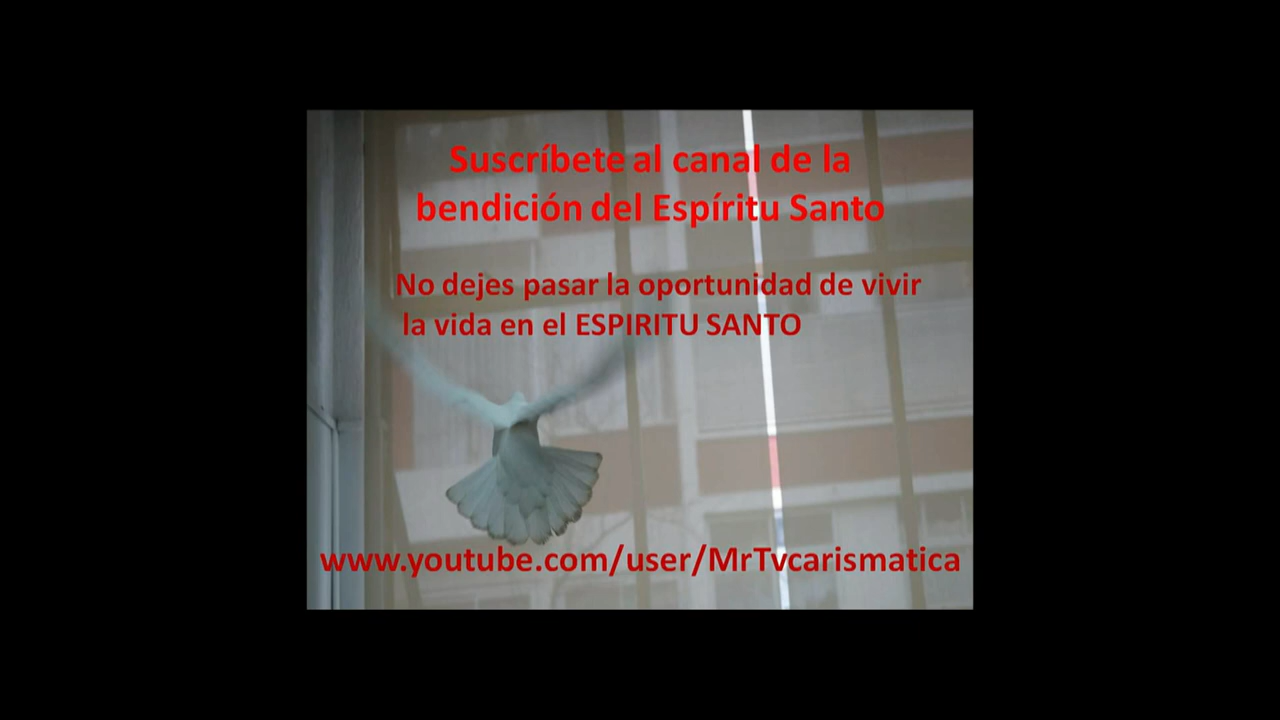 Suscríbete al canal de la
bendición del Espíritu Santo
No dejes pasar la oportunidad de vivir
la vida en el ESPIRITU SANTO
www.youtube.com/user/MrTvcarismatica